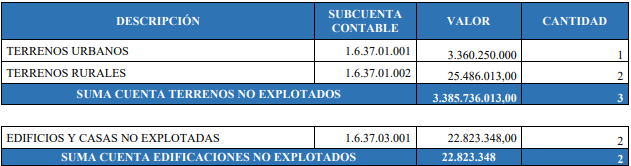 DESCRIPCIÓN SUBCUENTA CONTABLE VALOR CANTIDAD
TERRENOS URBANOS 1.6.37.01.001 3.360.250.000 1
TERRENOS RURALES 1.6.37.01.002 25.486.013,00 2
SUMA CUENTA TERRENOS NO EXPLOTADOS 3.385.736.013,00 3
EDIFICIOS Y CASAS NO EXPLOTADAS 1.6.37.03.001 22.823.348,00 2
SUMA CUENTA EDIFICACIONES NO EXPLOTADOS 22.823.348 2